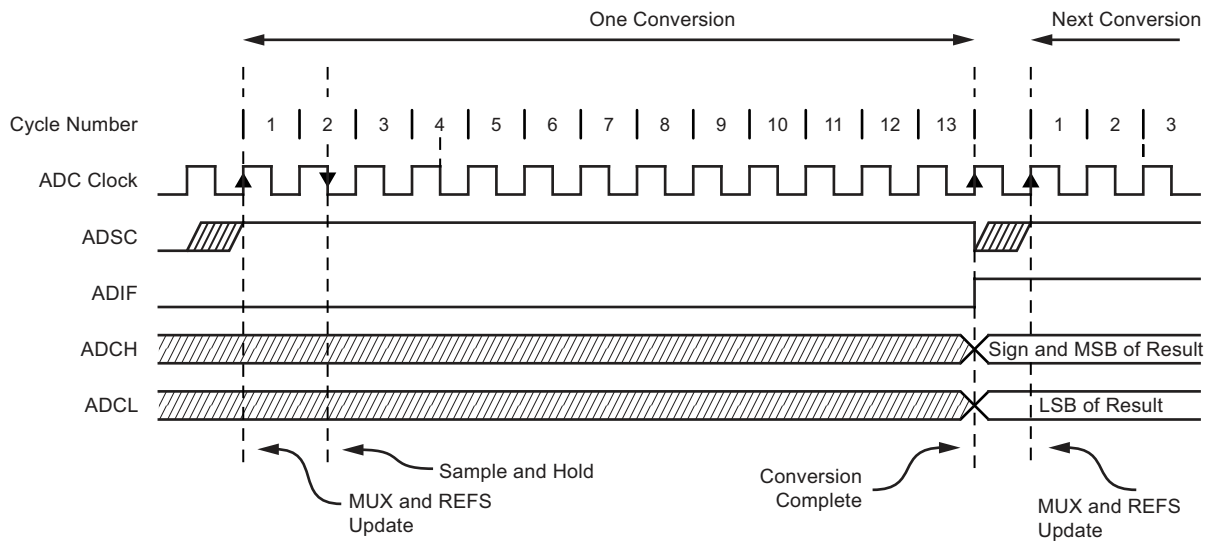 One Conversion Next Conversion
Cycle Number 1 2 3 4 5 6 7 8 9 10 11 12 13 1 2 3
ADC Clock
ADSC
ADIF
ADCH Sign and MSB of Result
ADCL LSB of Result
Sample and Hold
MUX and REFS
Update
Conversion
Complete
MUX and REFS
Update